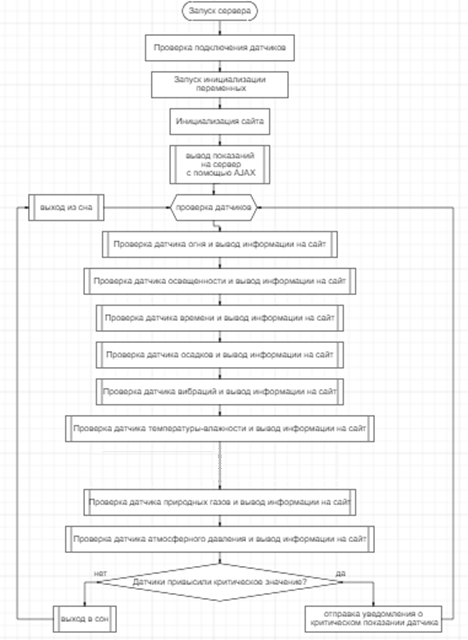 Запуск сервера
Проверка подключения датчиков
Запуск инициализации
переменных
Инициализация сайта
вывод показаний
на сервер
с помощью AJAX
выход из сна
проверка датчиков
Проверка датчика огня и вывод информации на сайт
Проверка датчика освещенности и вывод информации на сайт
Проверка датчика времени и вывод информации на сайт
Проверка датчика осадков и вывод информации на сайт
Проверка датчика вибраций и вывод информации на сайт
Проверка датчика температуры-влажности и вывод информации на сайт
Проверка датчика природных газов и вывод информации на сайт
Проверка датчика атмосферного давления и вывод информации на сайт
нет
да
Датчики привысили критическое значение?
выход в сон
отправка уведомления о
критическом показании датчика